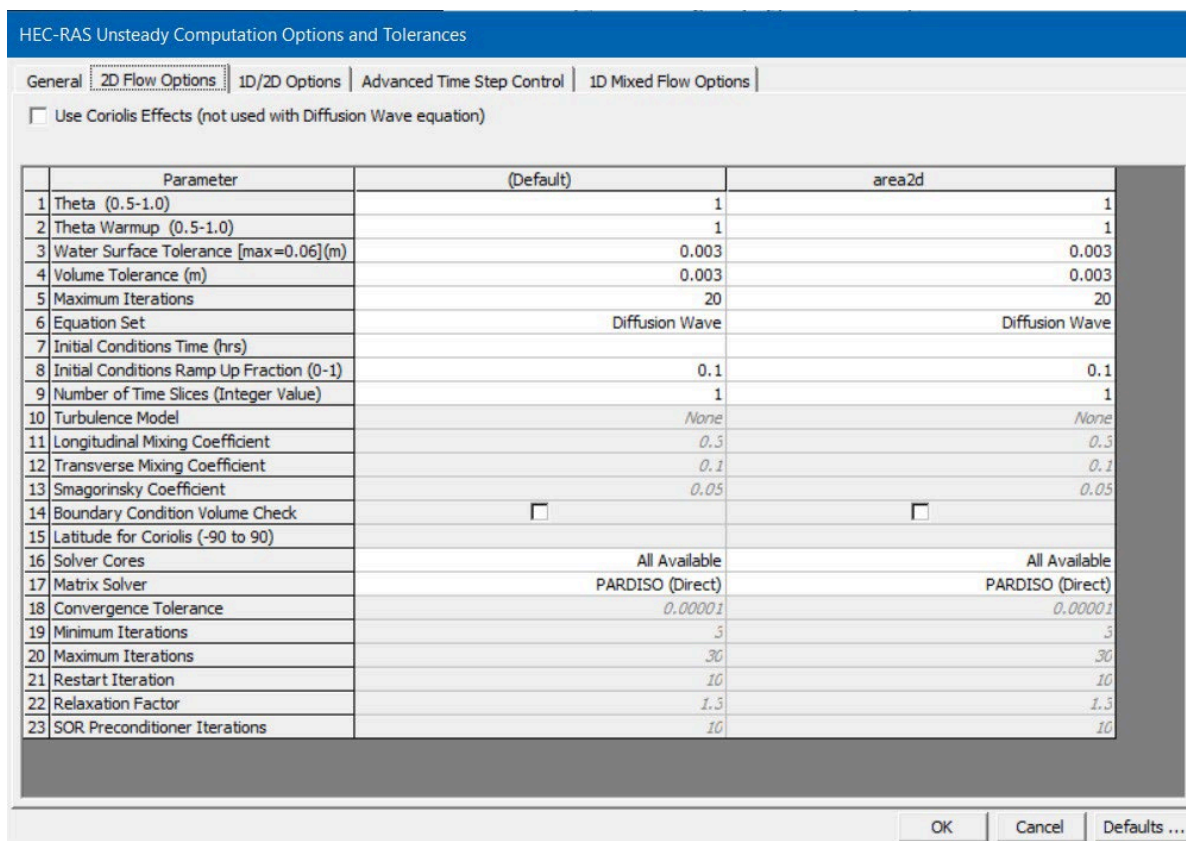 HEC-RAS Unsteady Computation Options and Tolerances
General 2D Flow Options 1D/2D Options Advanced Time Step Control 1D Mixed Flow Options
Use Coriolis Effects (not used with Diffusion Wave equation)
Parameter (Default) area2d
1 Theta (0.5-1.0) 1 1
2 Theta Warmup (0.5-1.0) 1 1
3 Water Surface Tolerance [max=0.06](m) 0.003 0.003
4 Volume Tolerance (m) 0.003 0.003
5 Maximum Iterations 20 20
6 Equation Set Diffusion Wave Diffusion Wave
7 Initial Conditions Time (hrs)
8 Initial Conditions Ramp Up Fraction (0-1) 0.1 0.1
9 Number of Time Slices (Integer Value) 1 1
10 Turbulence Model None None
11 Longitudinal Mixing Coefficient 0.3 0.3
12 Transverse Mixing Coefficient 0.1 0.1
13 Smagorinsky Coefficient 0.05 0.05
14 Boundary Condition Volume Check
15 Latitude for Coriolis (-90 to 90)
16 Solver Cores All Available All Available
17 Matrix Solver PARDISO (Direct) PARDISO (Direct)
18 Convergence Tolerance 0.00001 0.00001
19 Minimum Iterations 3 3
20 Maximum Iterations 30 30
21 Restart Iteration 10 10
22 Relaxation Factor 1.3 1.3
23 SOR Preconditioner Iterations 10 10
OK Cancel Defaults ...